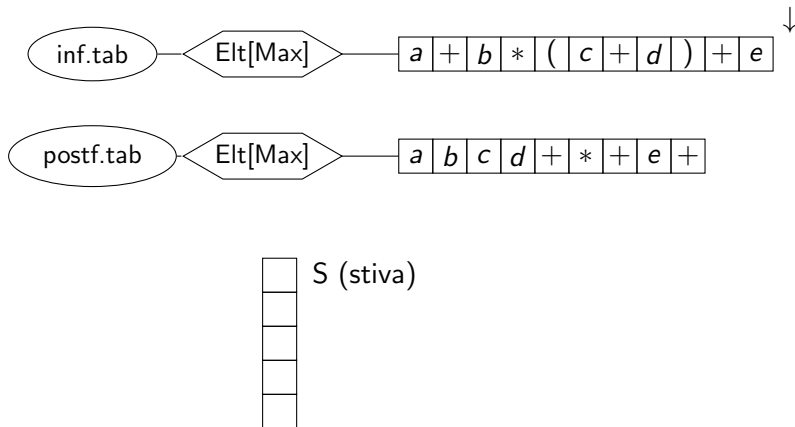 ↓
inf.tab Elt[Max] a + b * ( c + d ) + e
postf.tab Elt[Max] a b c d + * + e +
S (stiva)